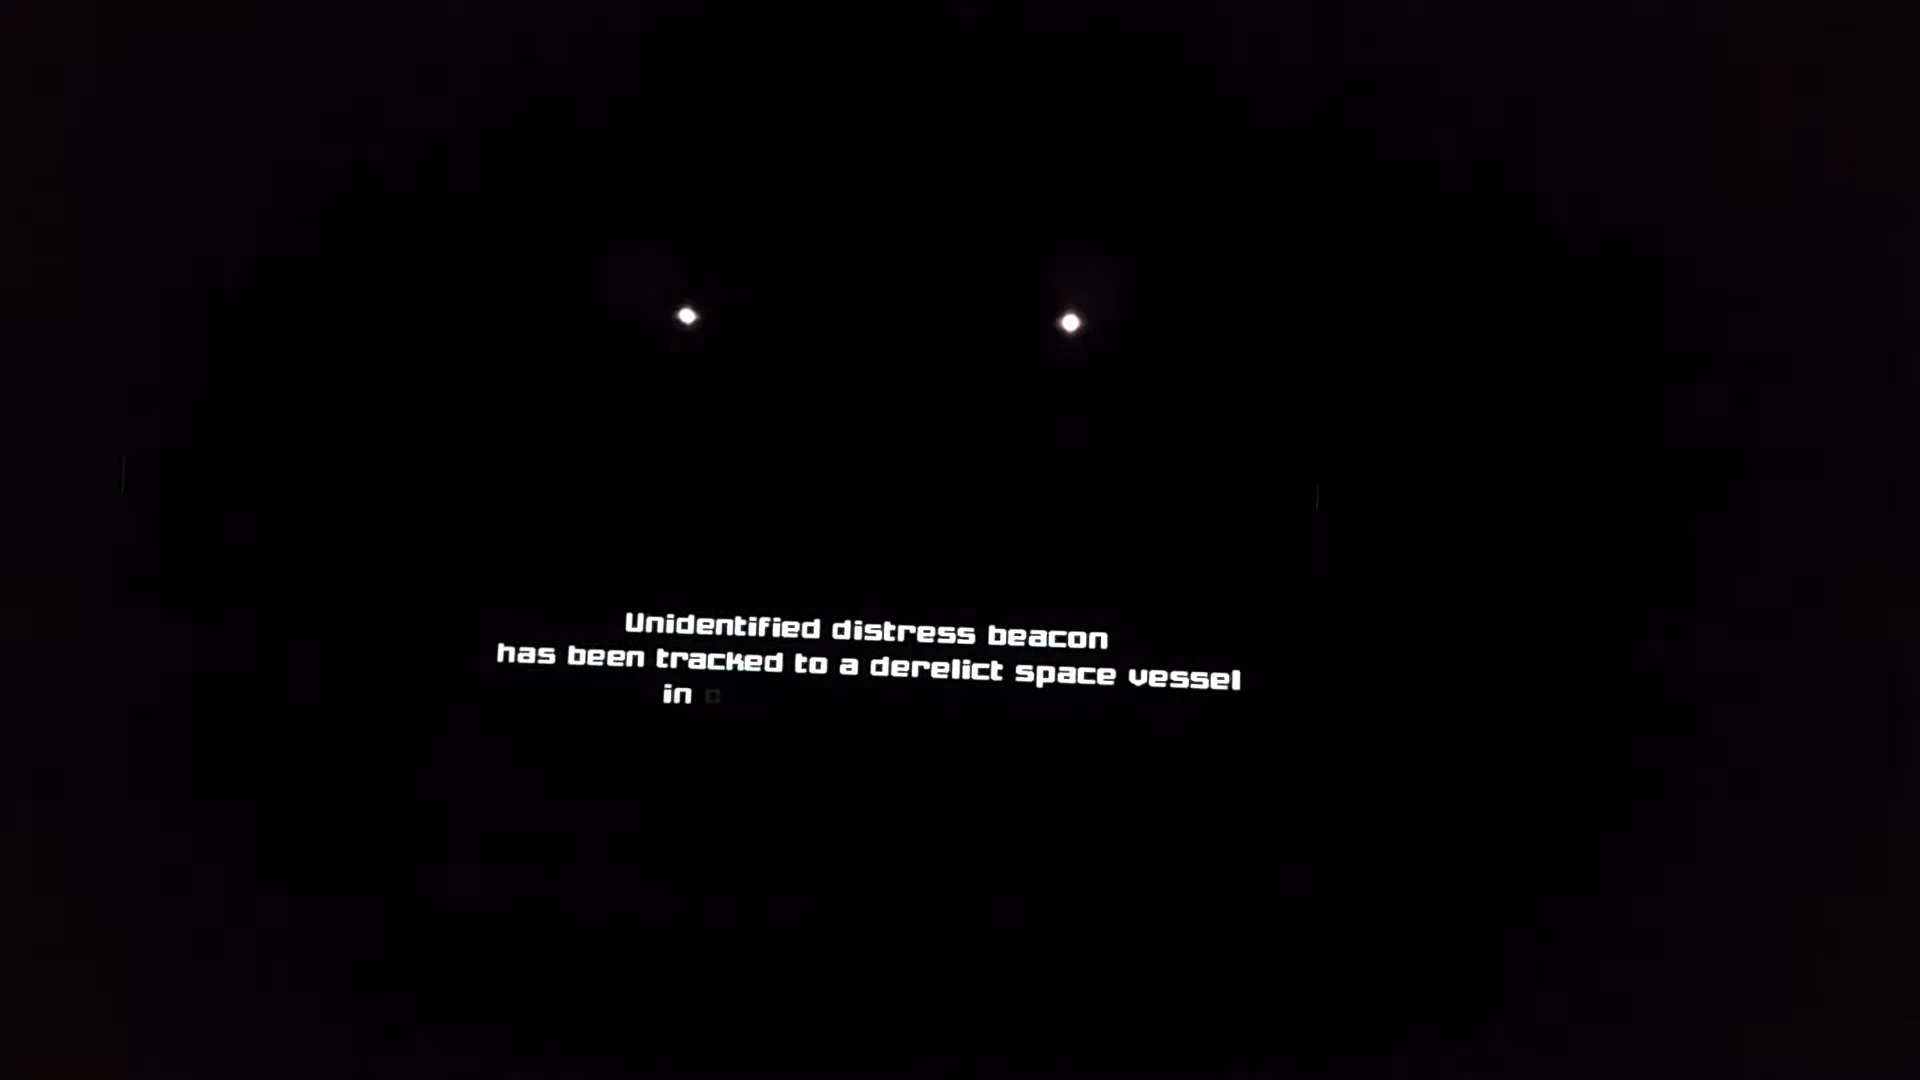 Unidentified distress beacon
has been tracked to a derelict space vessel
in